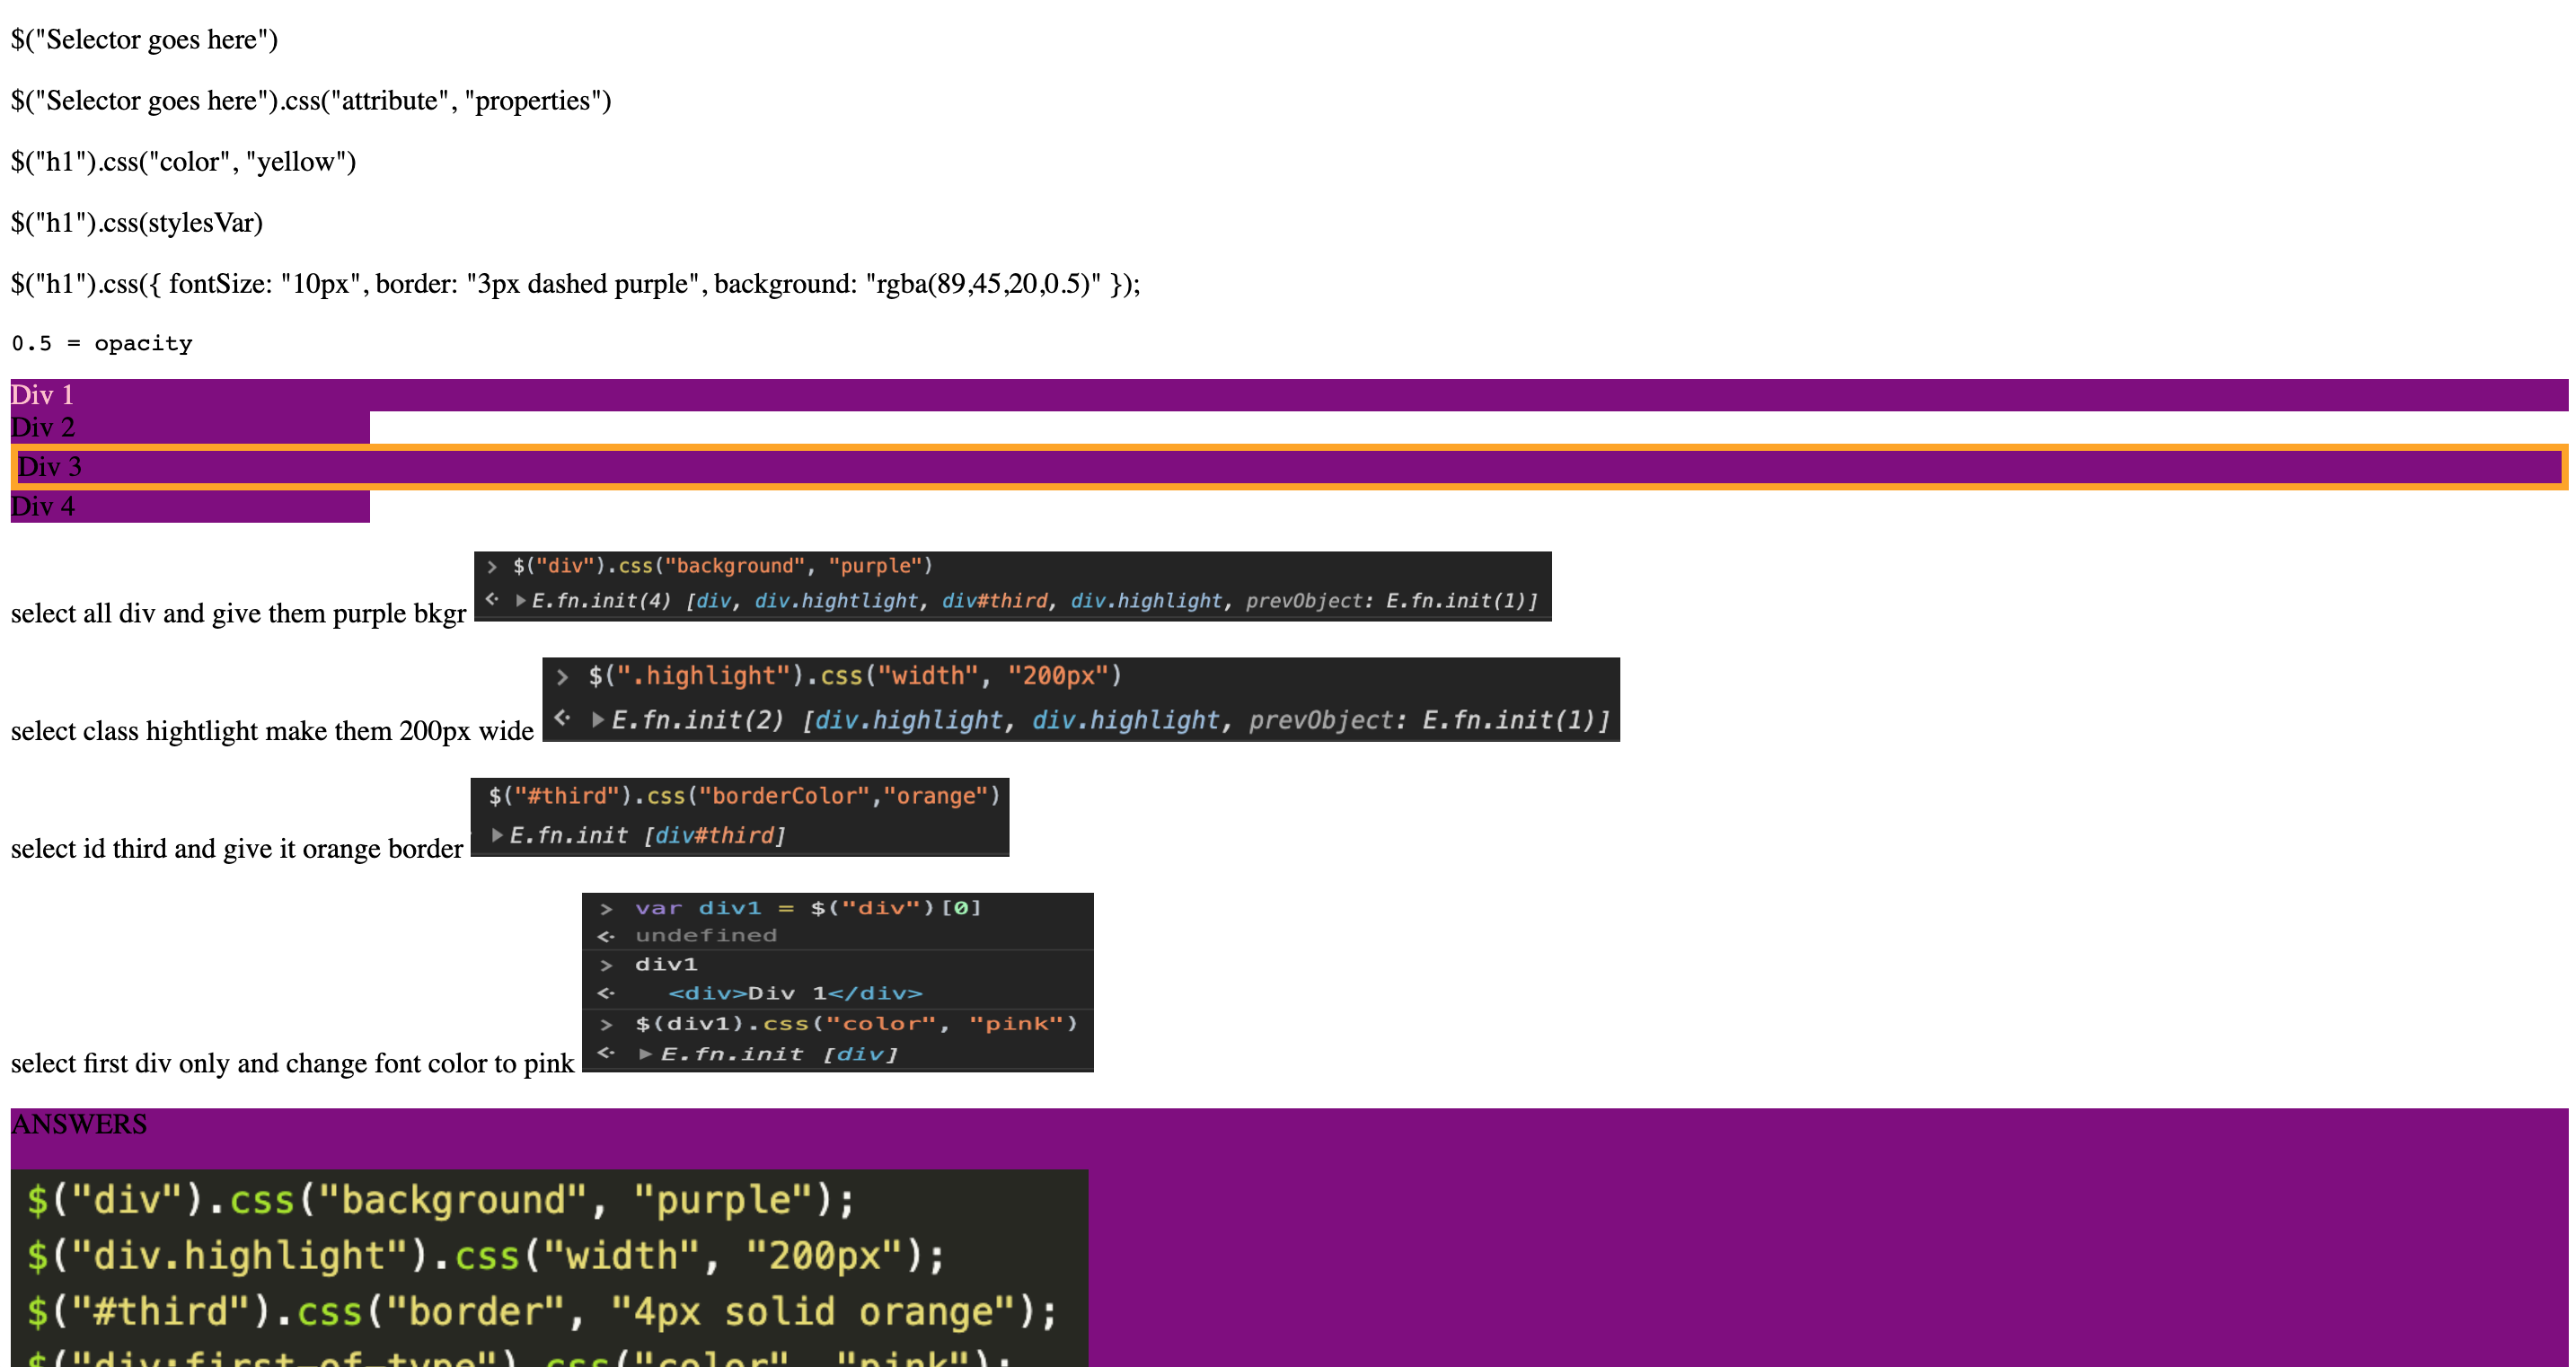 $("Selector goes here")
$("Selector goes here").css("attribute", "properties")
$("h1").css("color", "yellow")
$("h1").css(stylesVar)
$("h1").css({ fontSize: "10px", border: "3px dashed purple", background: "rgba(89,45,20,0.5)" });
0.5 = opacity
Div 1
Div 2
Div 3
Div 4
select all div and give them purple bkgr
> $("div").css("background", "purple")
E.fn.init(4) [div, div.hightlight, div#third, div.highlight, prevObject: E.fn.init(1)]
select class hightlight make them 200px wide
> $(".highlight").css("width", "200px")
E.fn.init(2) [div.highlight, div.highlight, prevObject: E.fn.init(1)]
select id third and give it orange border
$("#third").css("borderColor","orange")
E.fn.init [div#third]
select first div only and change font color to pink
> var div1 = $("div")[0]
undefined
> div1
<div>Div 1</div>
> $(div1).css("color", "pink")
E.fn.init [div]
ANSWERS
$("div").css("background", "purple");
$("div.highlight").css("width", "200px");
$("#third").css("border", "4px solid orange");
$("div:first-of-type").css("color", "pink");